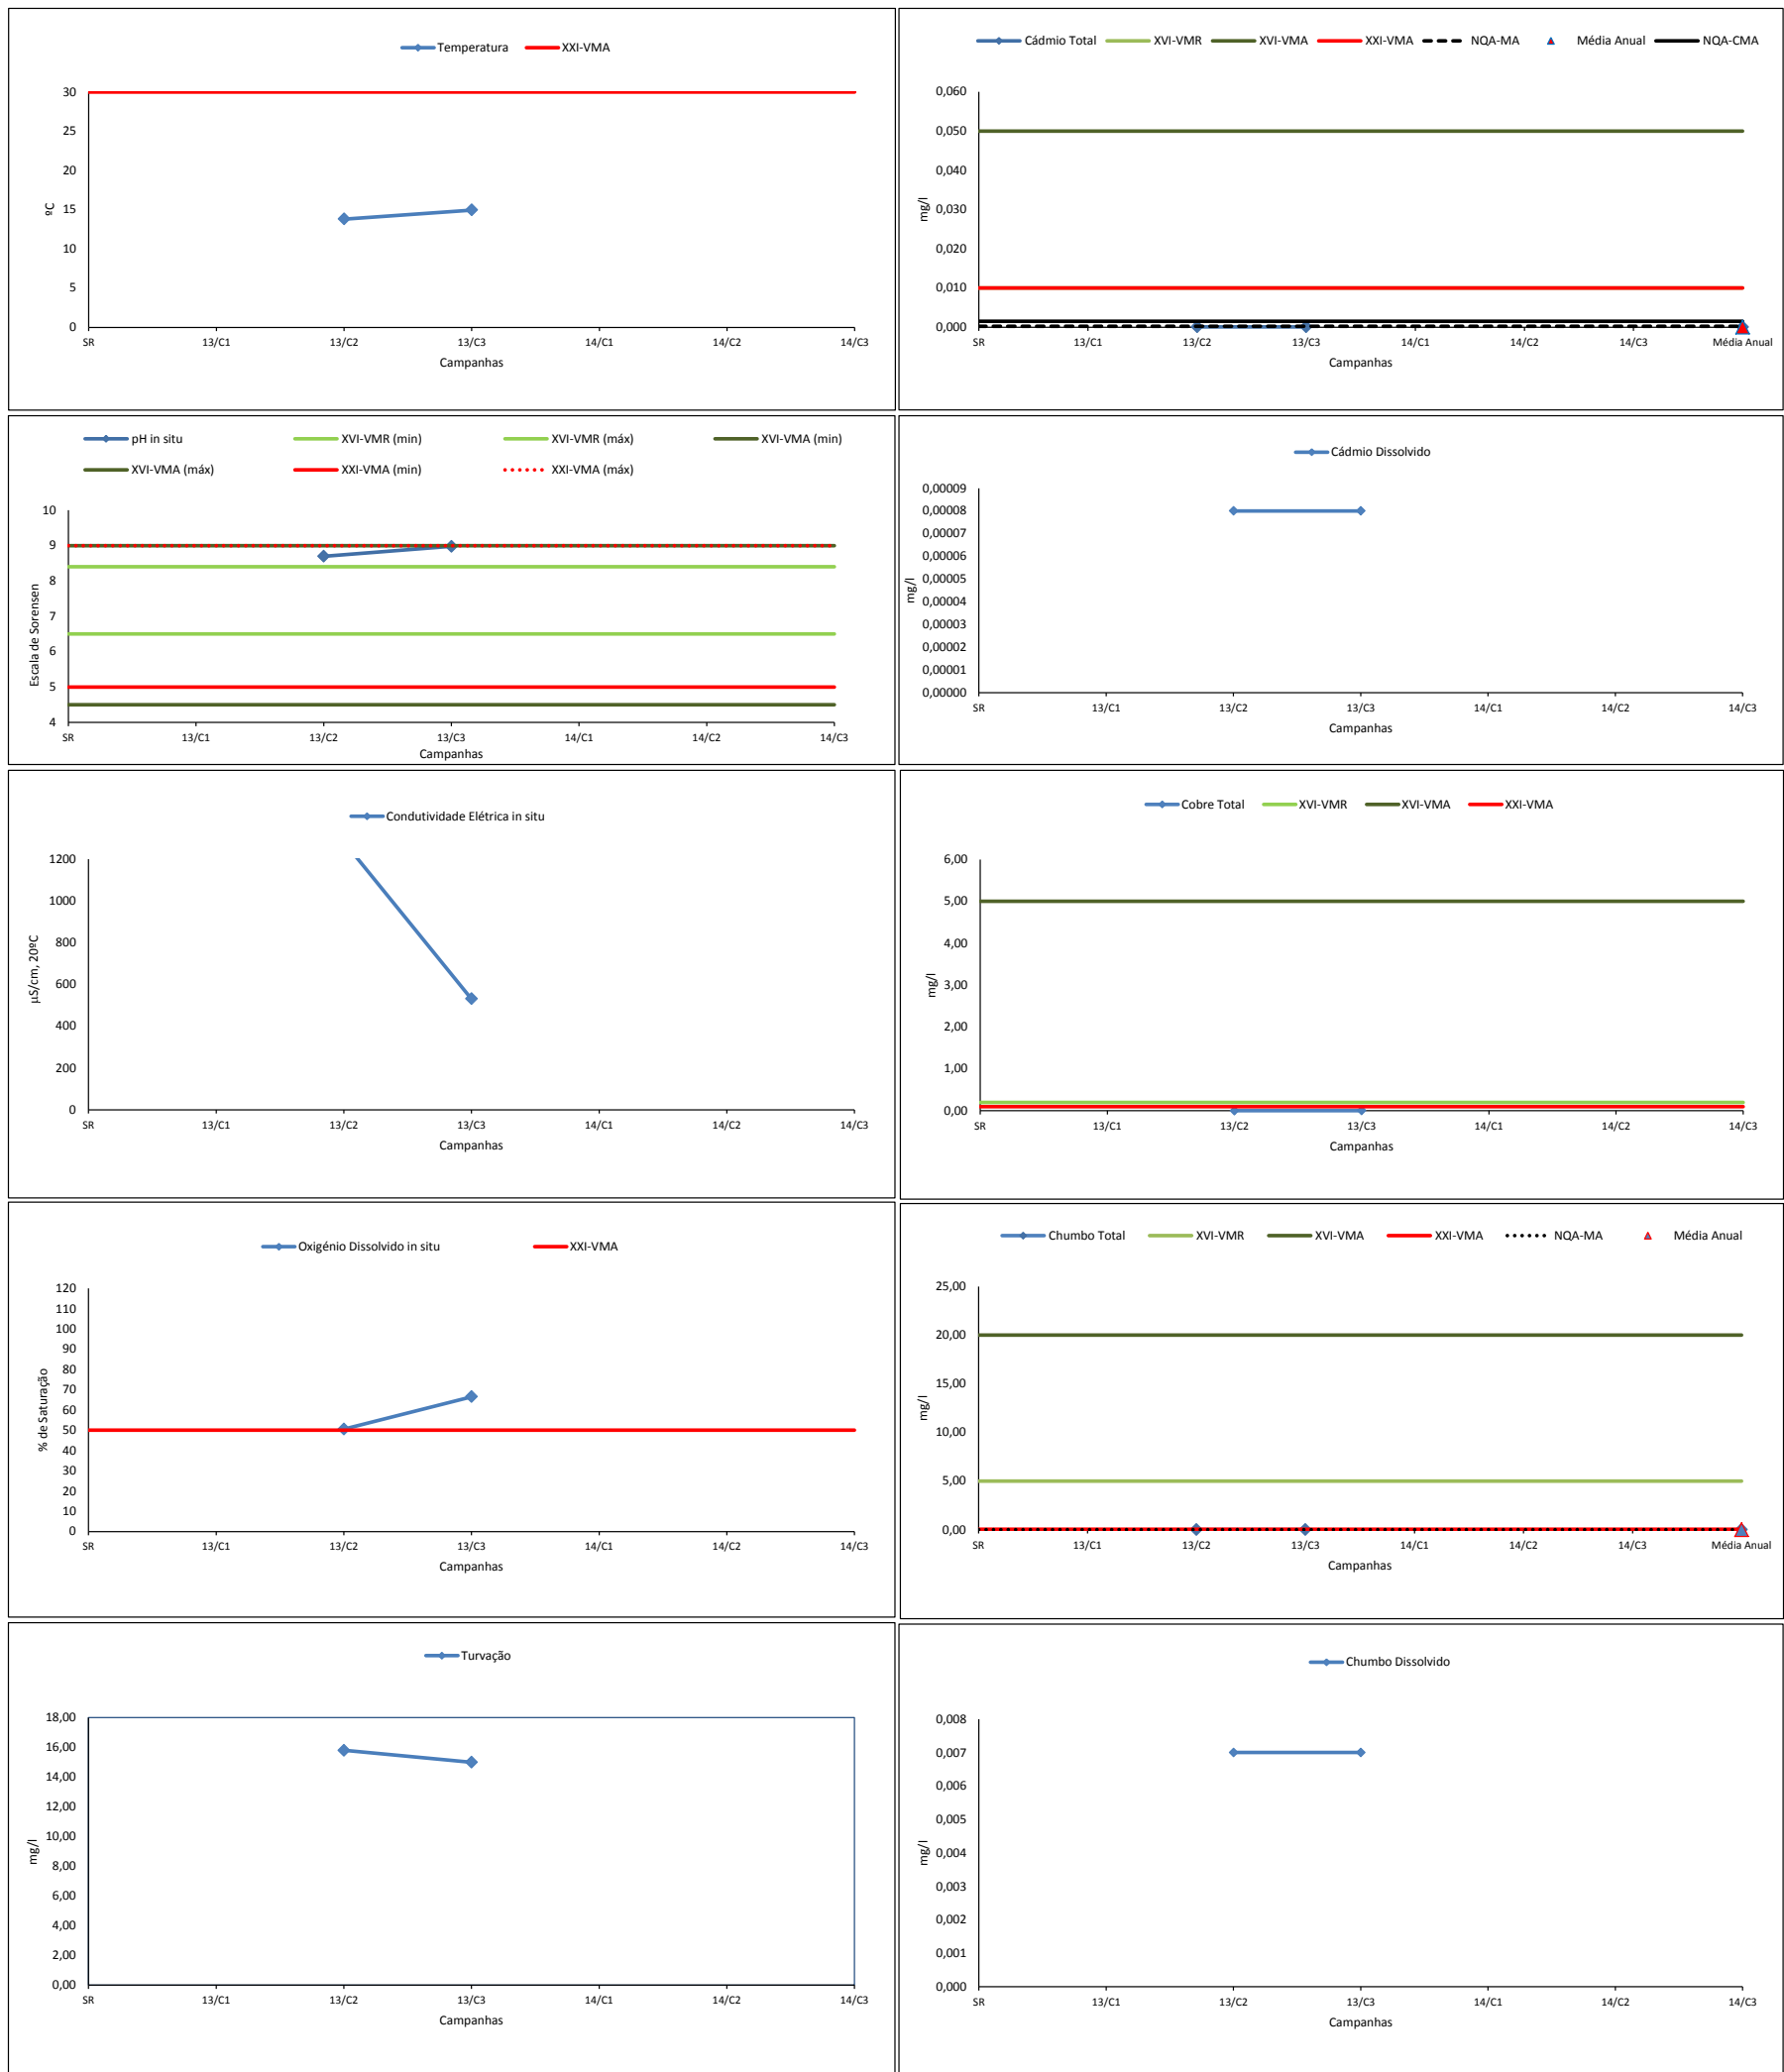 Temperatura XXI-VMA
30
25
20
15
10
5
0
ºC
SR 13/C1 13/C2 13/C3 14/C1 14/C2 14/C3
Campanhas
Cádmio Total XVI-VMR XVI-VMA XXI-VMA NQA-MA Média Anual NQA-CMA
0,060
0,050
0,040
0,030
0,020
0,010
0,000
mg/l
SR 13/C1 13/C2 13/C3 14/C1 14/C2 14/C3 Média Anual
Campanhas
pH in situ XVI-VMR (min) XVI-VMR (máx) XVI-VMA (min)
XVI-VMA (máx) XXI-VMA (min) XXI-VMA (máx)
10
9
8
7
6
5
4
Escala de Sorensen
SR 13/C1 13/C2 13/C3 14/C1 14/C2 14/C3
Campanhas
Cádmio Dissolvido
0,00009
0,00008
0,00007
0,00006
0,00005
0,00004
0,00003
0,00002
0,00001
0,00000
mg/l
SR 13/C1 13/C2 13/C3 14/C1 14/C2 14/C3
Campanhas
Condutividade Elétrica in situ
1200
1000
800
600
400
200
0
µS/cm, 20ºC
SR 13/C1 13/C2 13/C3 14/C1 14/C2 14/C3
Campanhas
Cobre Total XVI-VMR XVI-VMA XXI-VMA
6,00
5,00
4,00
3,00
2,00
1,00
0,00
mg/l
SR 13/C1 13/C2 13/C3 14/C1 14/C2 14/C3
Campanhas
Oxigénio Dissolvido in situ XXI-VMA
120
110
100
90
80
70
60
50
40
30
20
10
0
% de Saturação
SR 13/C1 13/C2 13/C3 14/C1 14/C2 14/C3
Campanhas
Chumbo Total XVI-VMR XVI-VMA XXI-VMA NQA-MA Média Anual
25,00
20,00
15,00
10,00
5,00
0,00
mg/l
SR 13/C1 13/C2 13/C3 14/C1 14/C2 14/C3 Média Anual
Campanhas
Turvação
18,00
16,00
14,00
12,00
10,00
8,00
6,00
4,00
2,00
0,00
mg/l
SR 13/C1 13/C2 13/C3 14/C1 14/C2 14/C3
Campanhas
Chumbo Dissolvido
0,008
0,007
0,006
0,005
0,004
0,003
0,002
0,001
0,000
mg/l
SR 13/C1 13/C2 13/C3 14/C1 14/C2 14/C3
Campanhas